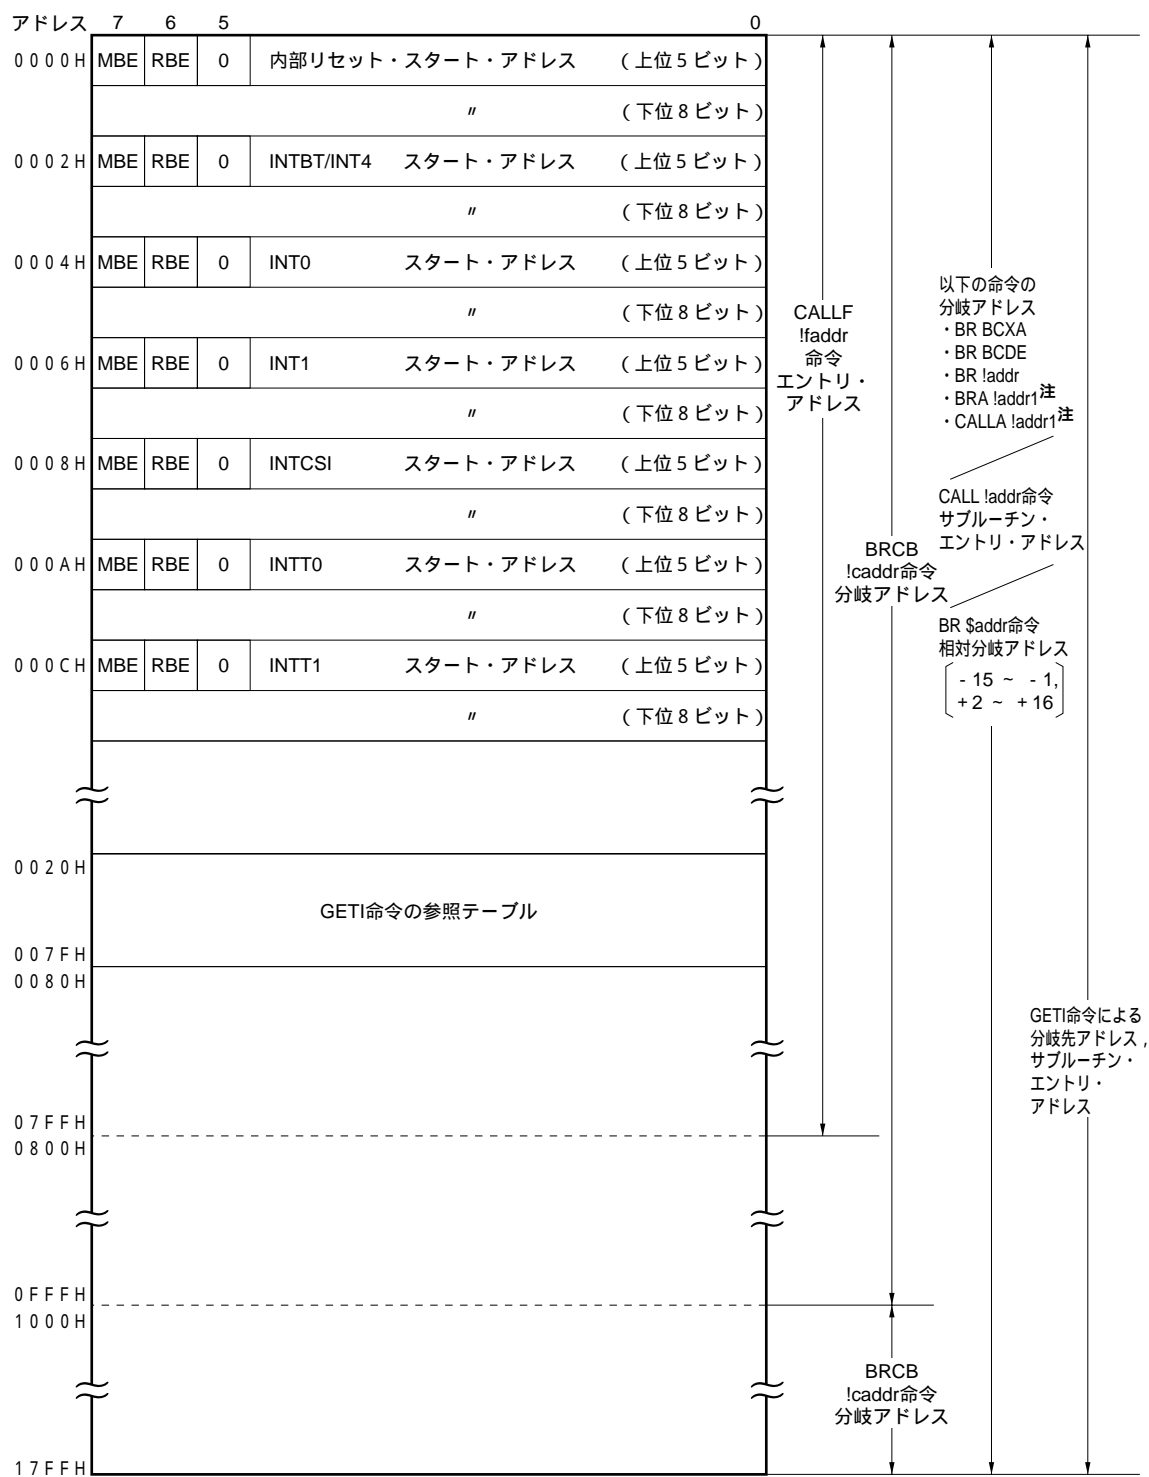 アドレス 7 6 5 0
0000H MBE RBE 0 内部リセット・スタート・アドレス (上位5ビット)
〃 (下位8ビット)
0002H MBE RBE 0 INTBT/INT4 スタート・アドレス (上位5ビット)
〃 (下位8ビット)
0004H MBE RBE 0 INT0 スタート・アドレス (上位5ビット)
〃 (下位8ビット)
0006H MBE RBE 0 INT1 スタート・アドレス (上位5ビット)
〃 (下位8ビット)
0008H MBE RBE 0 INTCSI スタート・アドレス (上位5ビット)
〃 (下位8ビット)
000AH MBE RBE 0 INTT0 スタート・アドレス (上位5ビット)
〃 (下位8ビット)
000CH MBE RBE 0 INTT1 スタート・アドレス (上位5ビット)
〃 (下位8ビット)
0020H
GETI命令の参照テーブル
007FH
0080H
07FFH
0800H
0FFFH
1000H
17FFH
CALLF
!faddr
命令
エントリ・
アドレス
BRCB
!caddr命令
分岐アドレス
以下の命令の
分岐アドレス
・BR BCXA
・BR BCDE
・BR !addr
・BRA !addr1注
・CALLA !addr1注
CALL !addr命令
サブルーチン・
エントリ・アドレス
BR $addr命令
相対分岐アドレス
-15 ~ -1,
+2 ~ +16
GETI命令による
分岐先アドレス,
サブルーチン・
エントリ・
アドレス
BRCB
!caddr命令
分岐アドレス